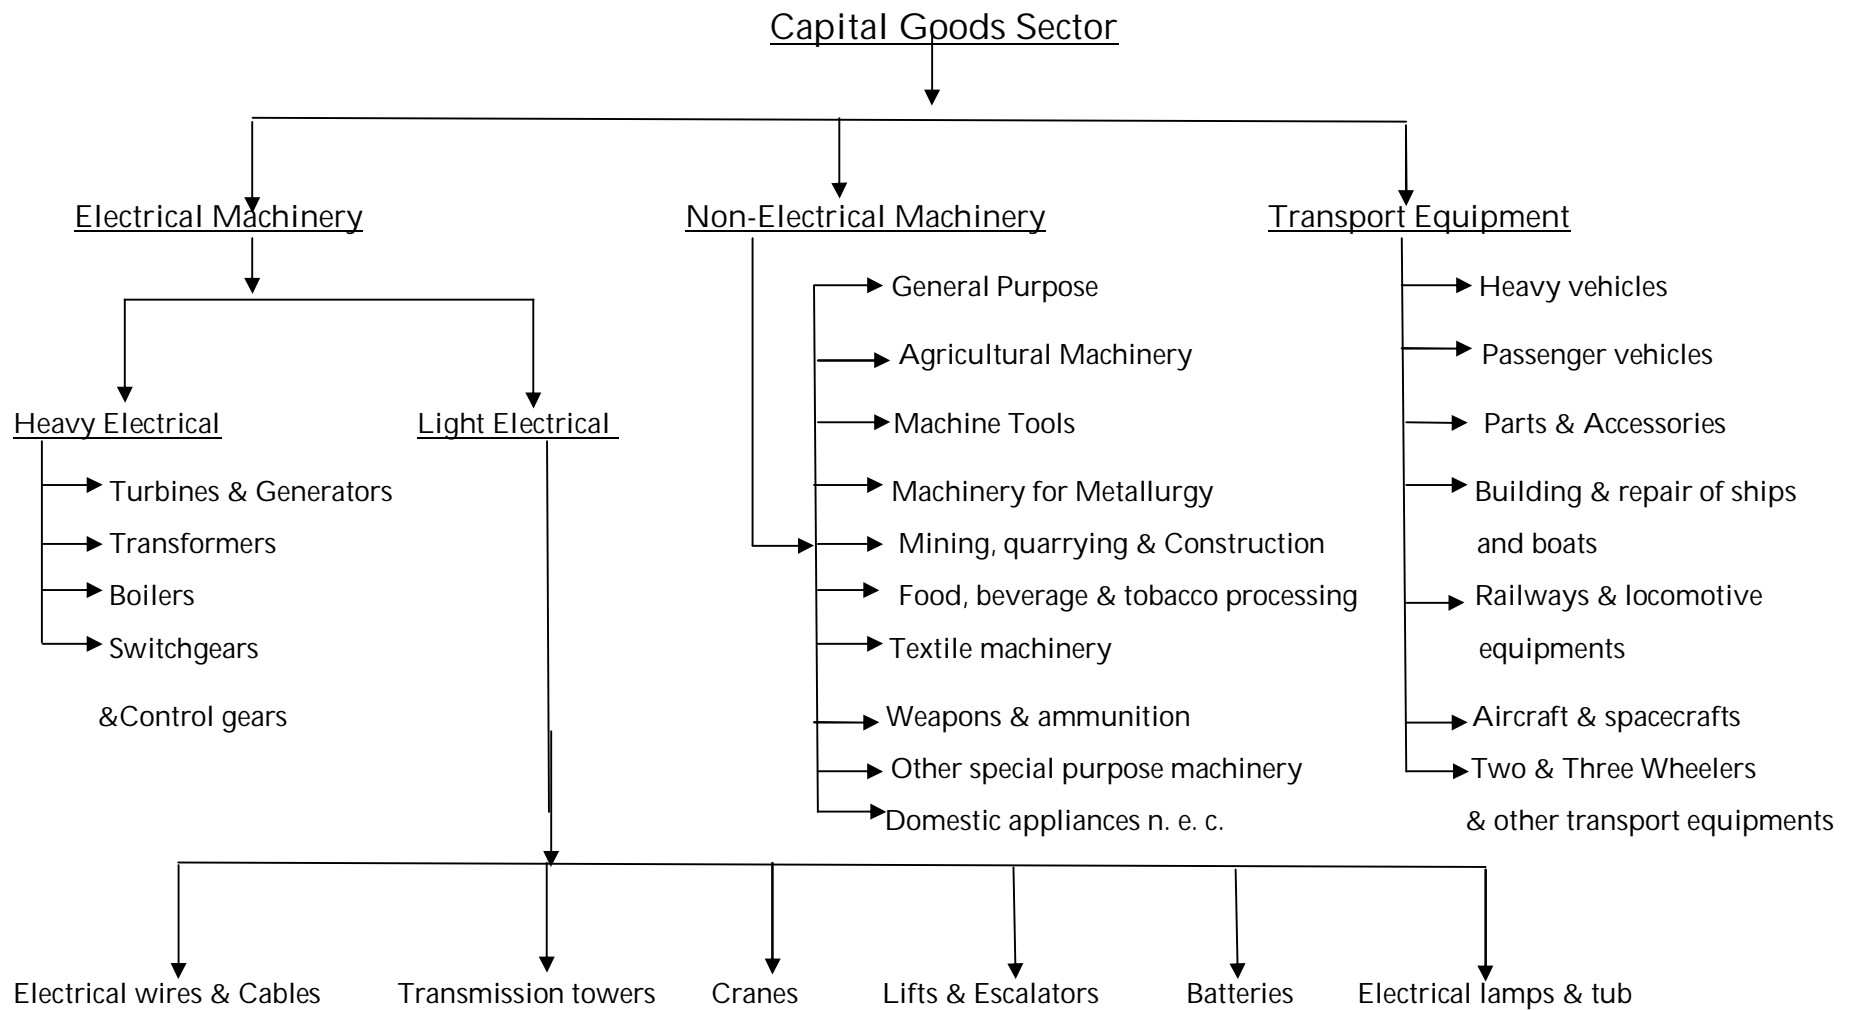 Capital Goods Sector
Electrical Machinery
Non-Electrical Machinery
Transport Equipment
General Purpose
Heavy vehicles
Agricultural Machinery
Passenger vehicles
Heavy Electrical
Light Electrical
Machine Tools
Parts & Accessories
Turbines & Generators
Machinery for Metallurgy
Building & repair of ships
Transformers
Mining, quarrying & Construction
and boats
Boilers
Food, beverage & tobacco processing
Railways & locomotive
Switchgears
Textile machinery
equipments
&Control gears
Weapons & ammunition
Aircraft & spacecrafts
Other special purpose machinery
Two & Three Wheelers
Domestic appliances n. e. c.
& other transport equipments
Electrical wires & Cables
Transmission towers
Cranes
Lifts & Escalators
Batteries
Electrical lamps & tub